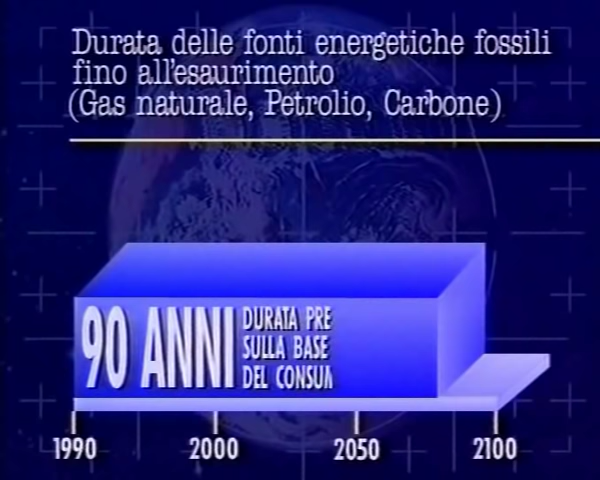 Durata delle fonti energetiche fossili
fino all'esaurimento
(Gas naturale, Petrolio, Carbone)
90 ANNI
DURATA PRE
SULLA BASE
DEL CONSU
1990 2000 2050 2100